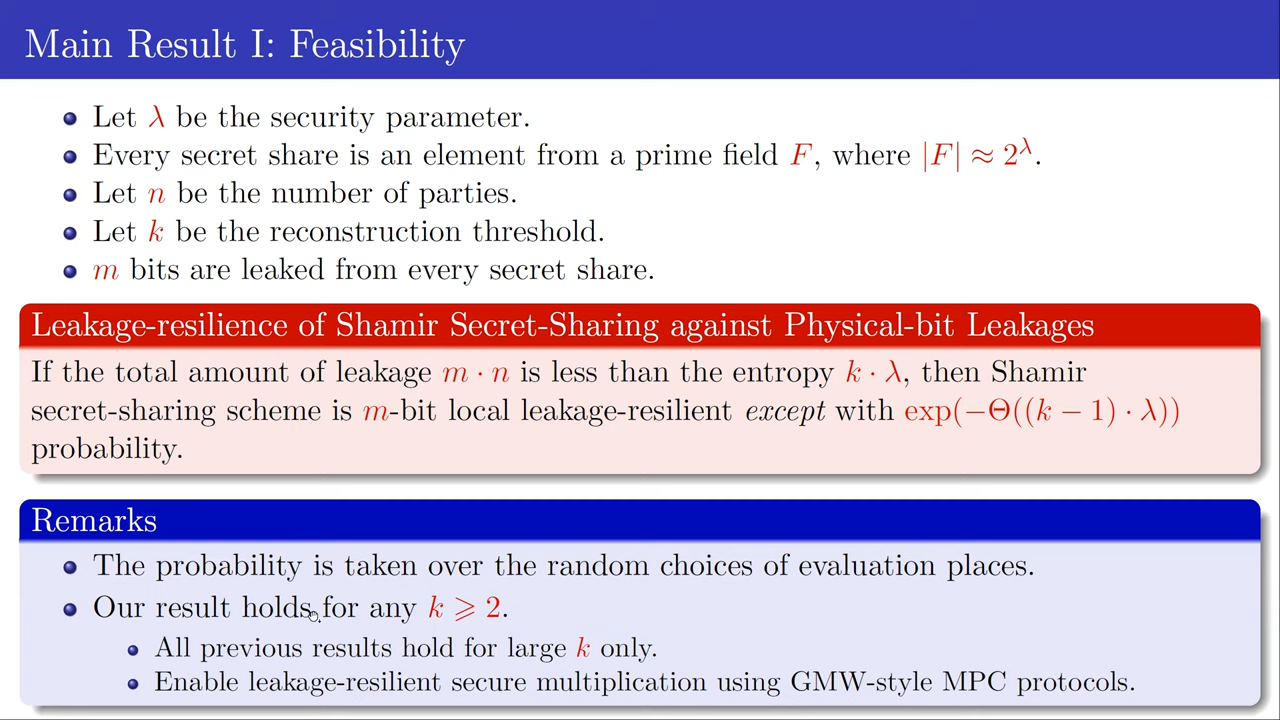 Main Result I: Feasibility
Let λ be the security parameter.
Every secret share is an element from a prime field F, where |F| ≈ 2^λ.
Let n be the number of parties.
Let k be the reconstruction threshold.
m bits are leaked from every secret share.
Leakage-resilience of Shamir Secret-Sharing against Physical-bit Leakages
If the total amount of leakage m · n is less than the entropy k · λ, then Shamir
secret-sharing scheme is m-bit local leakage-resilient except with exp(−Θ((k − 1) · λ))
probability.
Remarks
The probability is taken over the random choices of evaluation places.
Our result holds for any k ⩾ 2.
All previous results hold for large k only.
Enable leakage-resilient secure multiplication using GMW-style MPC protocols.